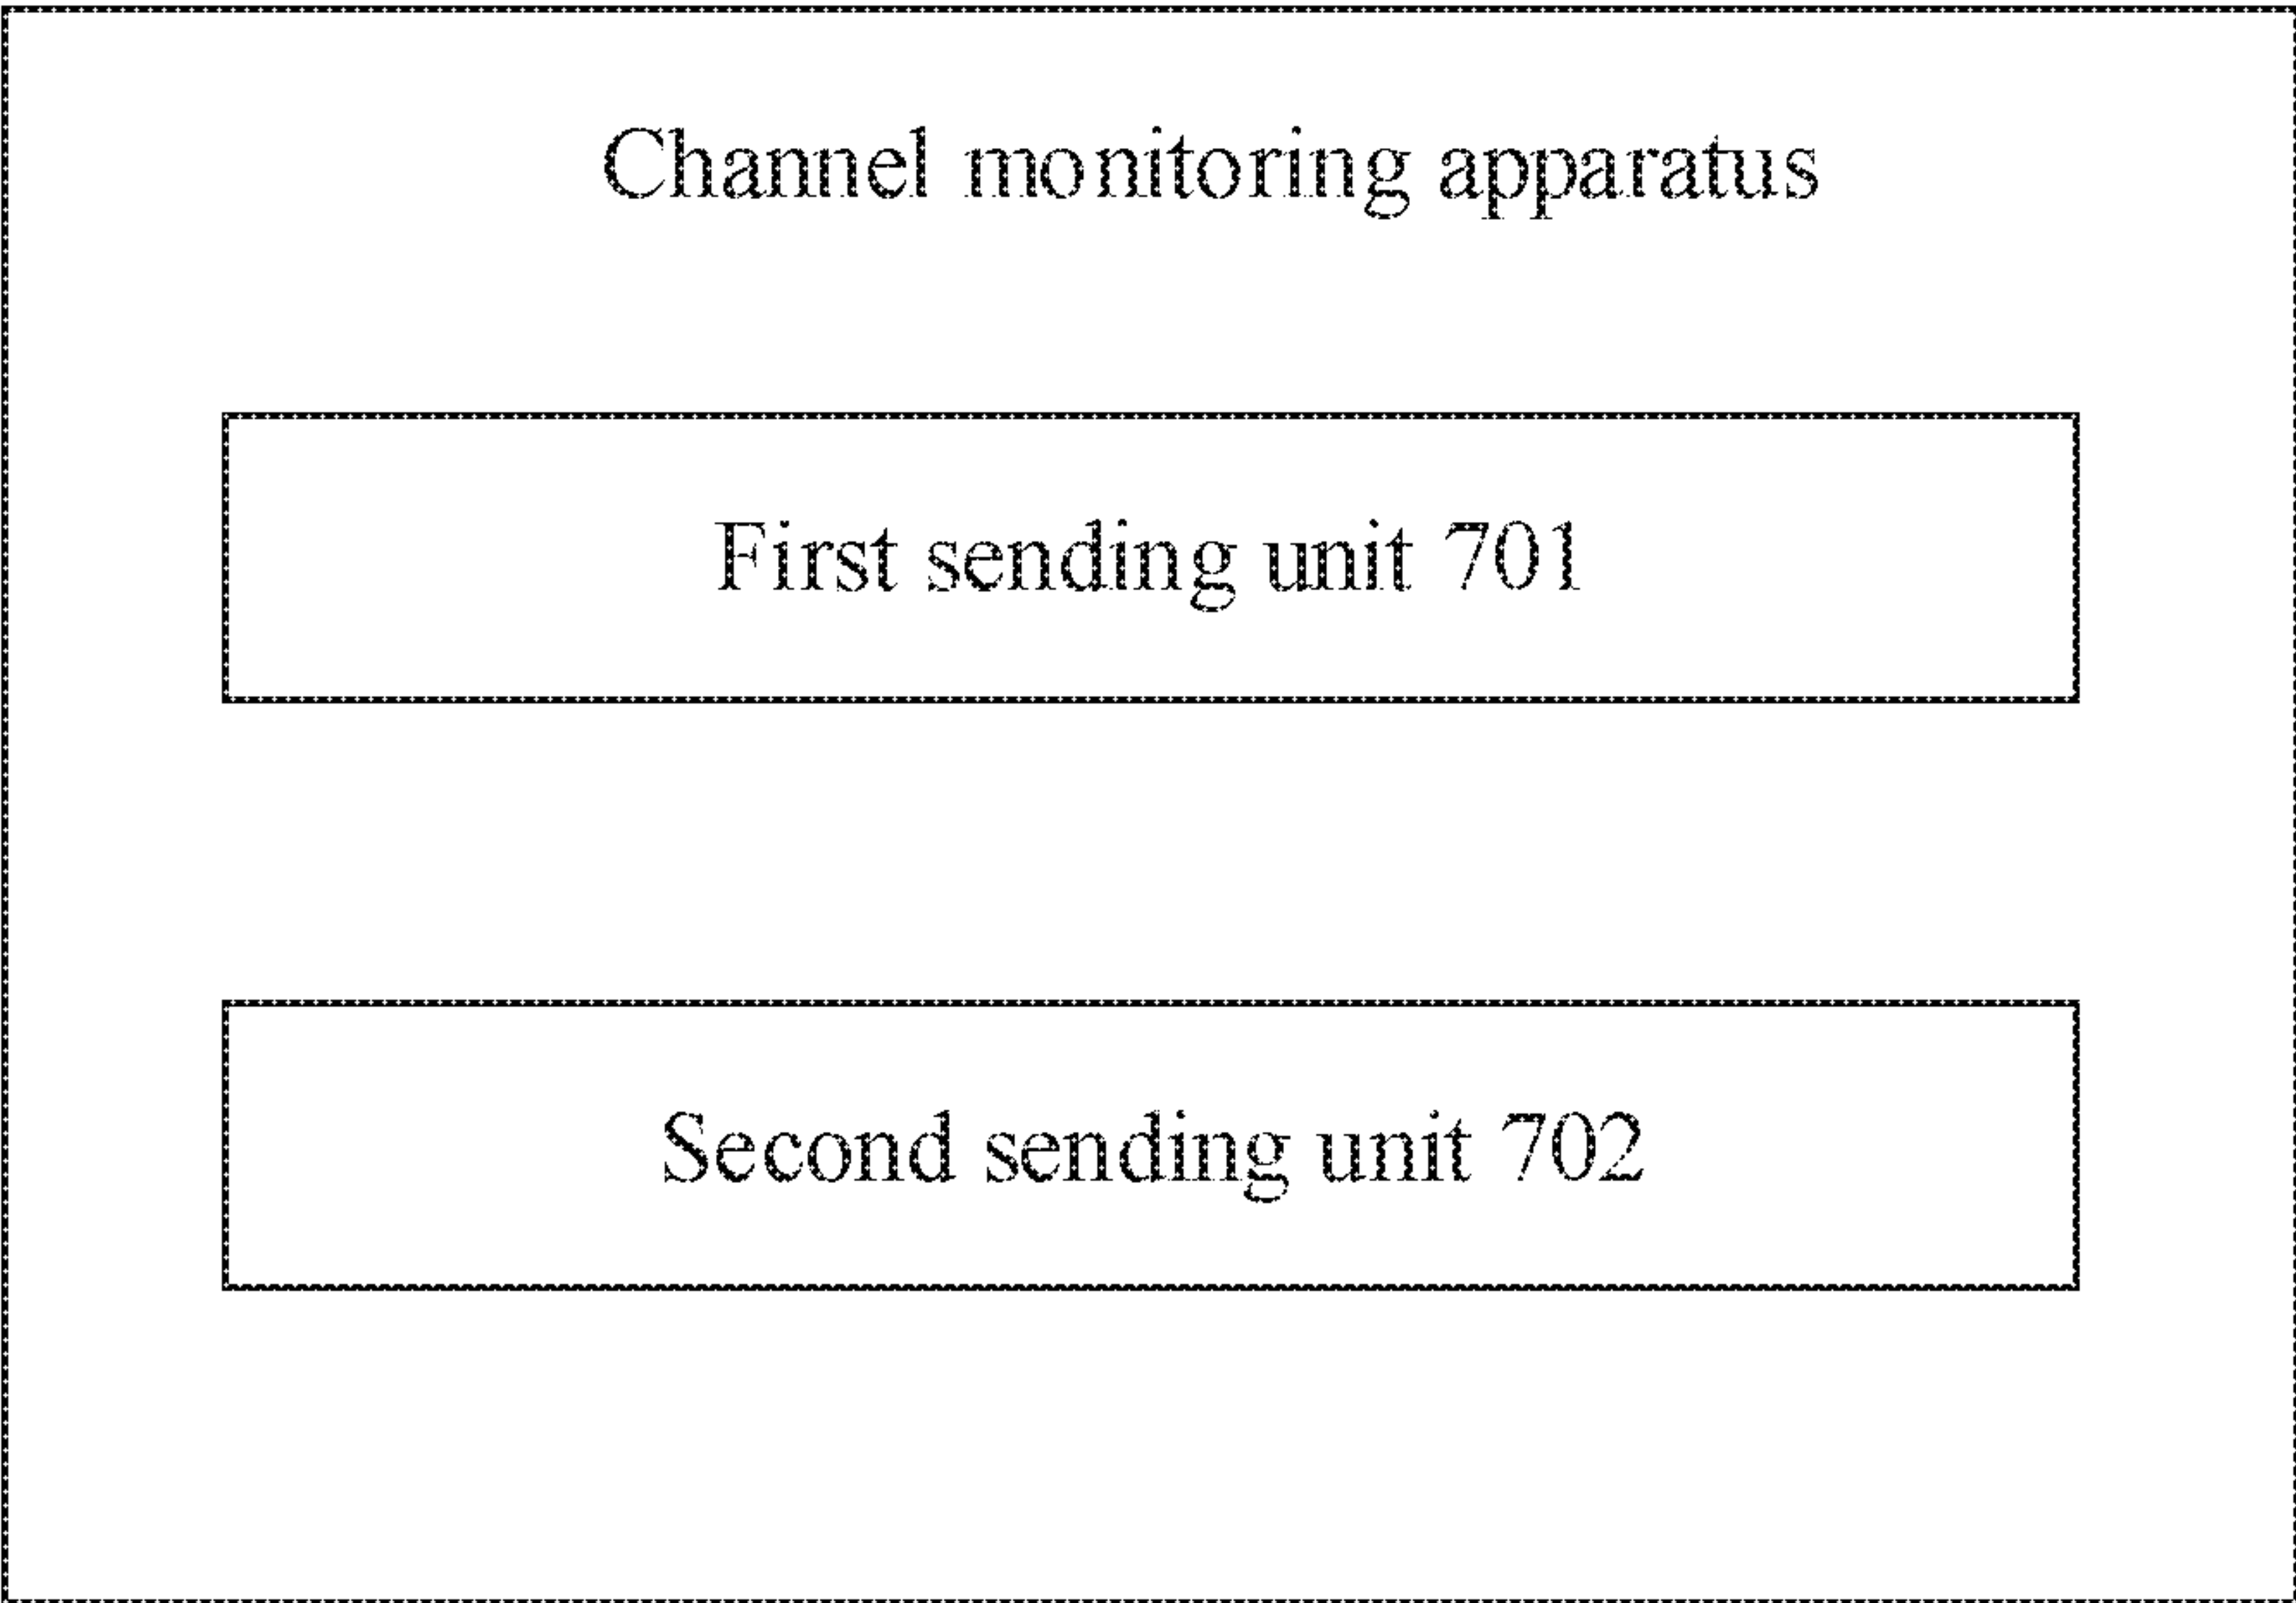 Channel monitoring apparatus
First sending unit 701
Second sending unit 702